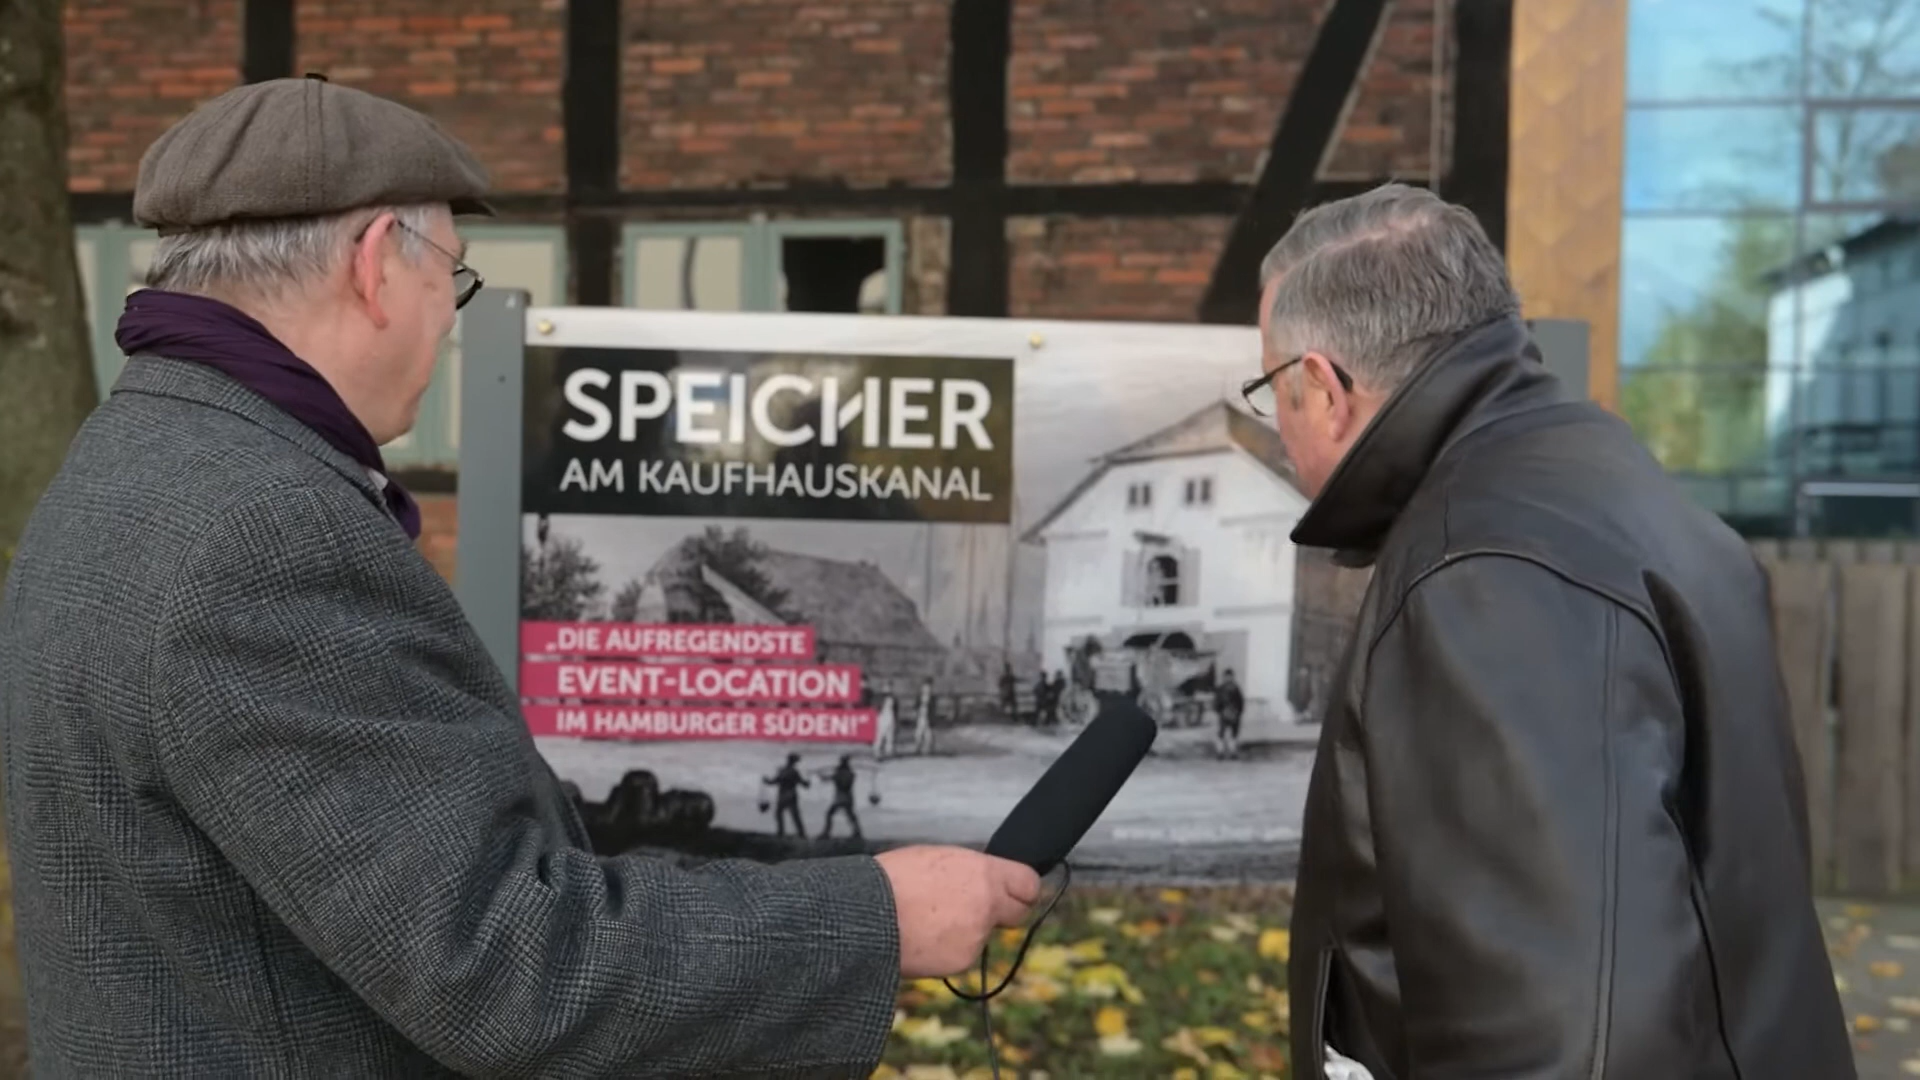 SPEICHER
AM KAUFHAUSKANAL
„DIE AUFREGENDSTE
EVENT-LOCATION
IM HAMBURGER SÜDEN!“